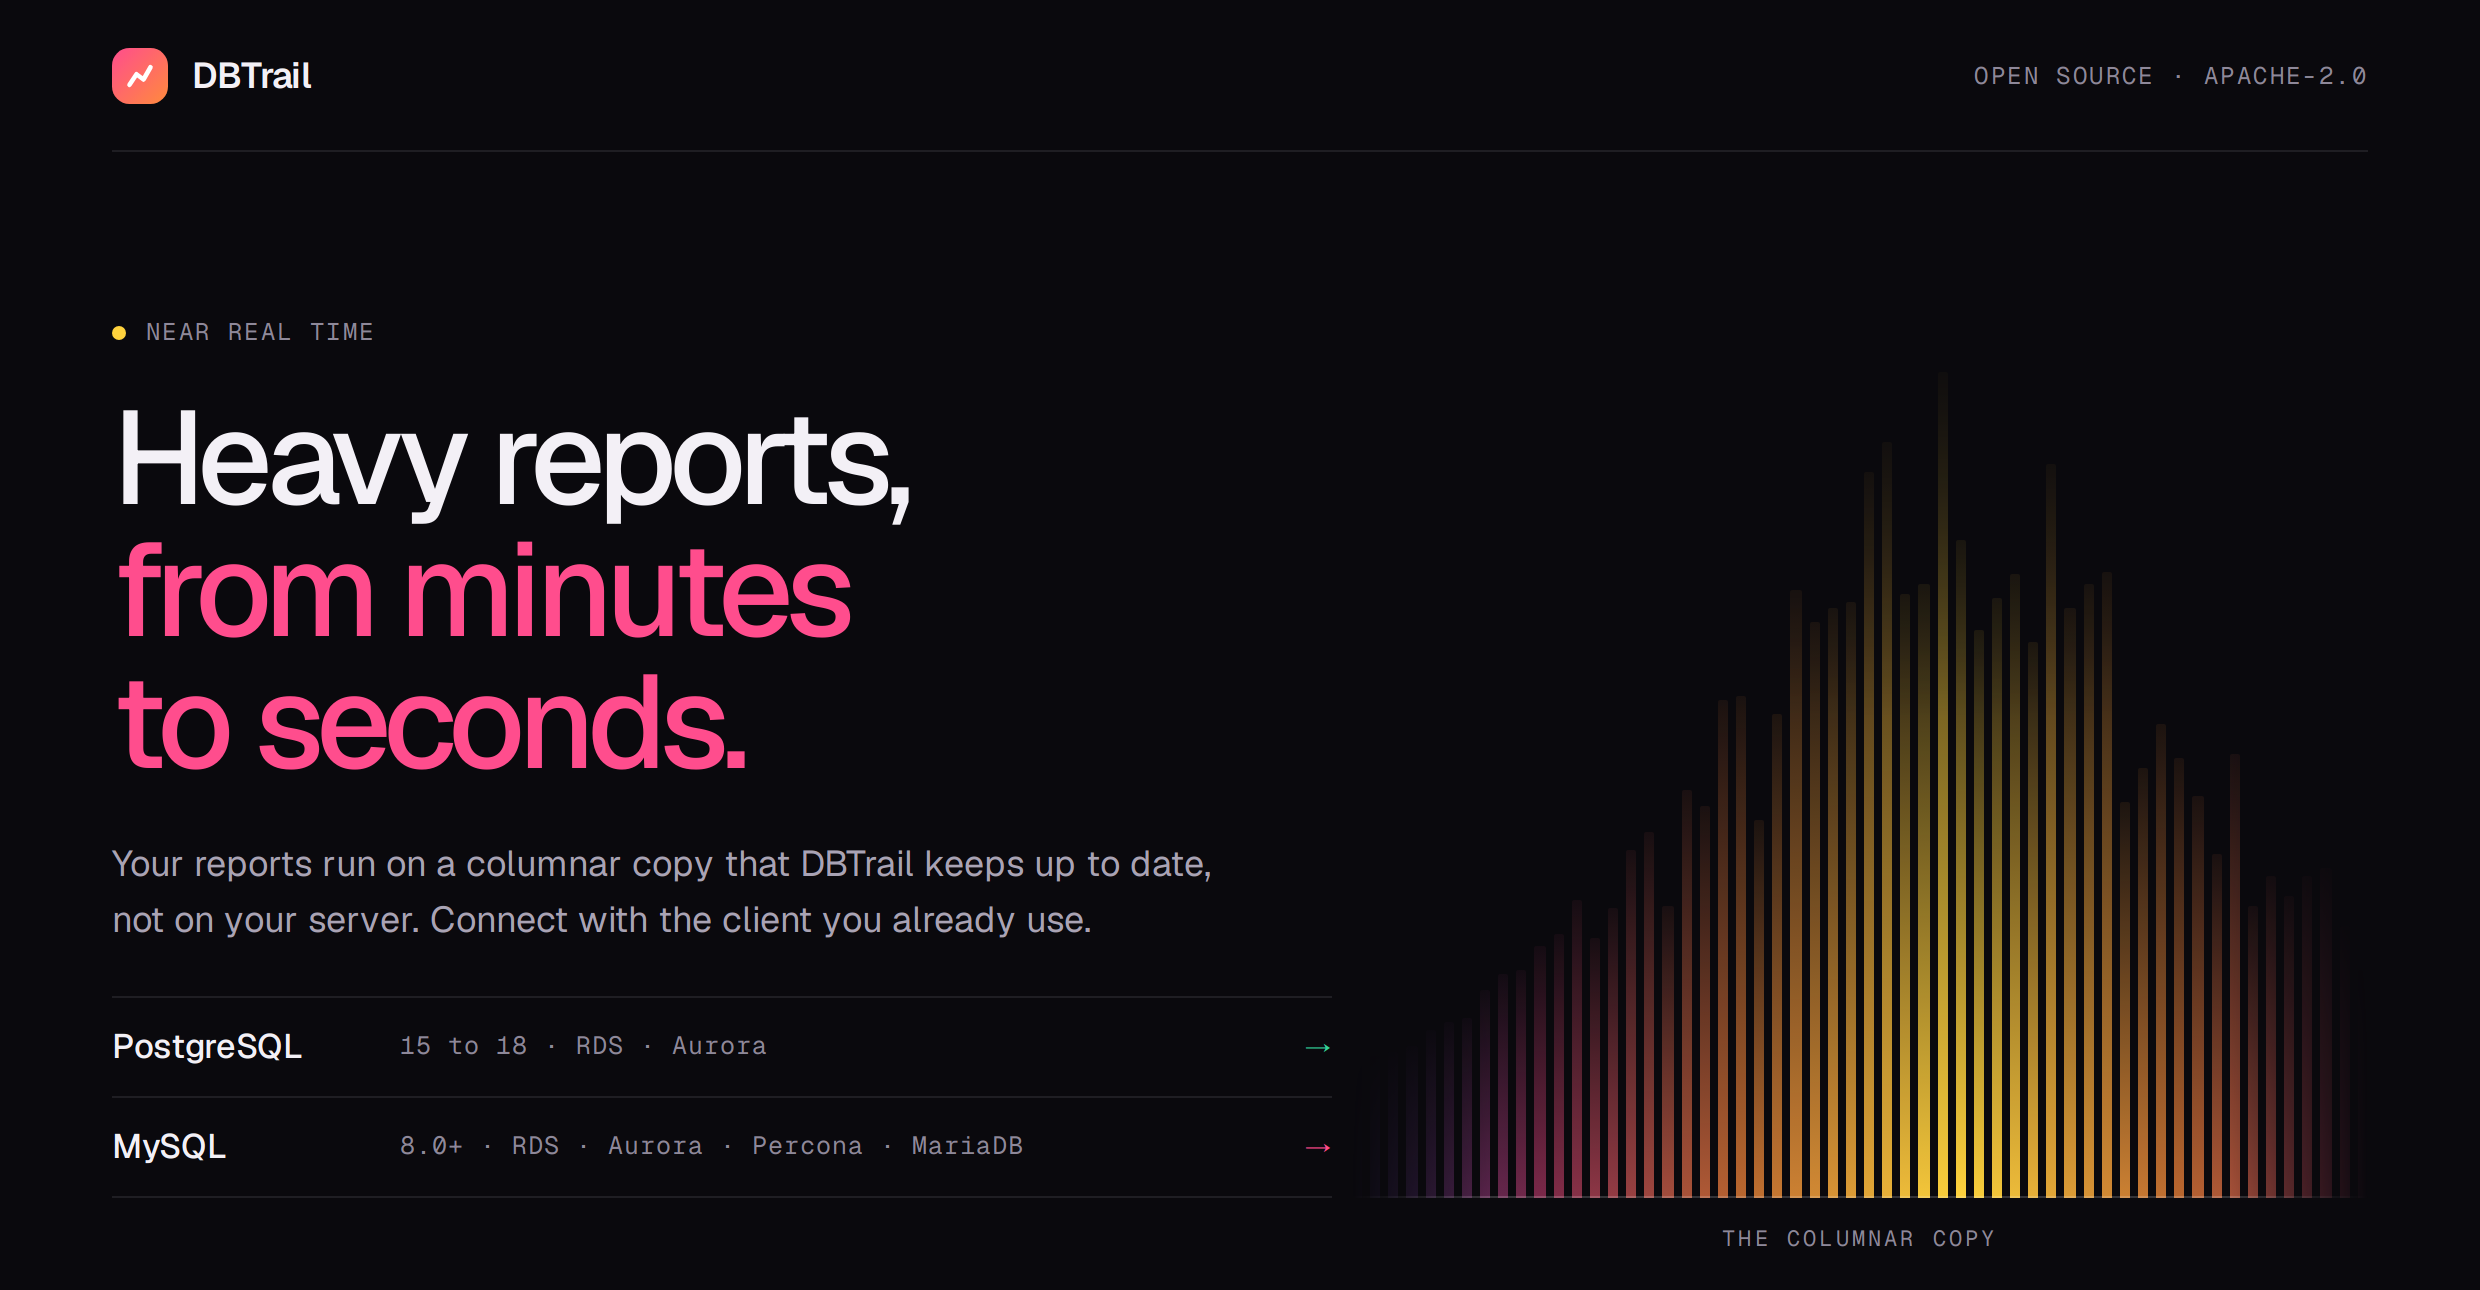 DBTrail
OPEN SOURCE · APACHE-2.0
NEAR REAL TIME
Heavy reports,
from minutes
to seconds.
Your reports run on a columnar copy that DBTrail keeps up to date,
not on your server. Connect with the client you already use.
PostgreSQL 15 to 18 · RDS · Aurora →
MySQL 8.0+ · RDS · Aurora · Percona · MariaDB →
THE COLUMNAR COPY